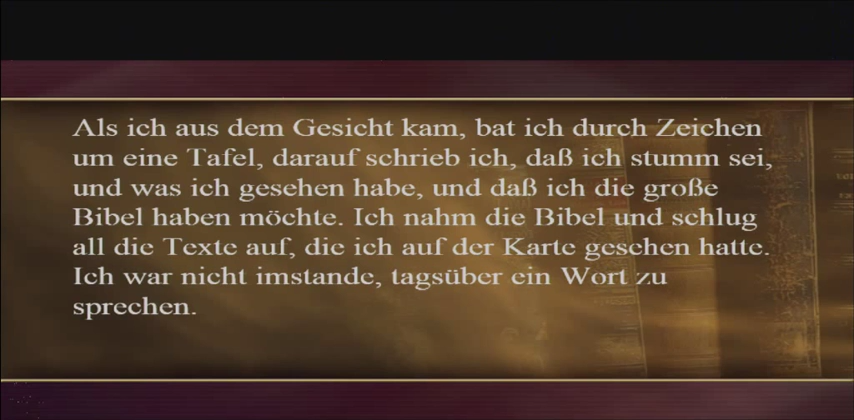 Als ich aus dem Gesicht kam, bat ich durch Zeichen
um eine Tafel, darauf schrieb ich, daß ich stumm sei,
und was ich gesehen habe, und daß ich die große
Bibel haben möchte. Ich nahm die Bibel und schlug
all die Texte auf, die ich auf der Karte gesehen hatte.
Ich war nicht imstande, tagsüber ein Wort zu
sprechen.